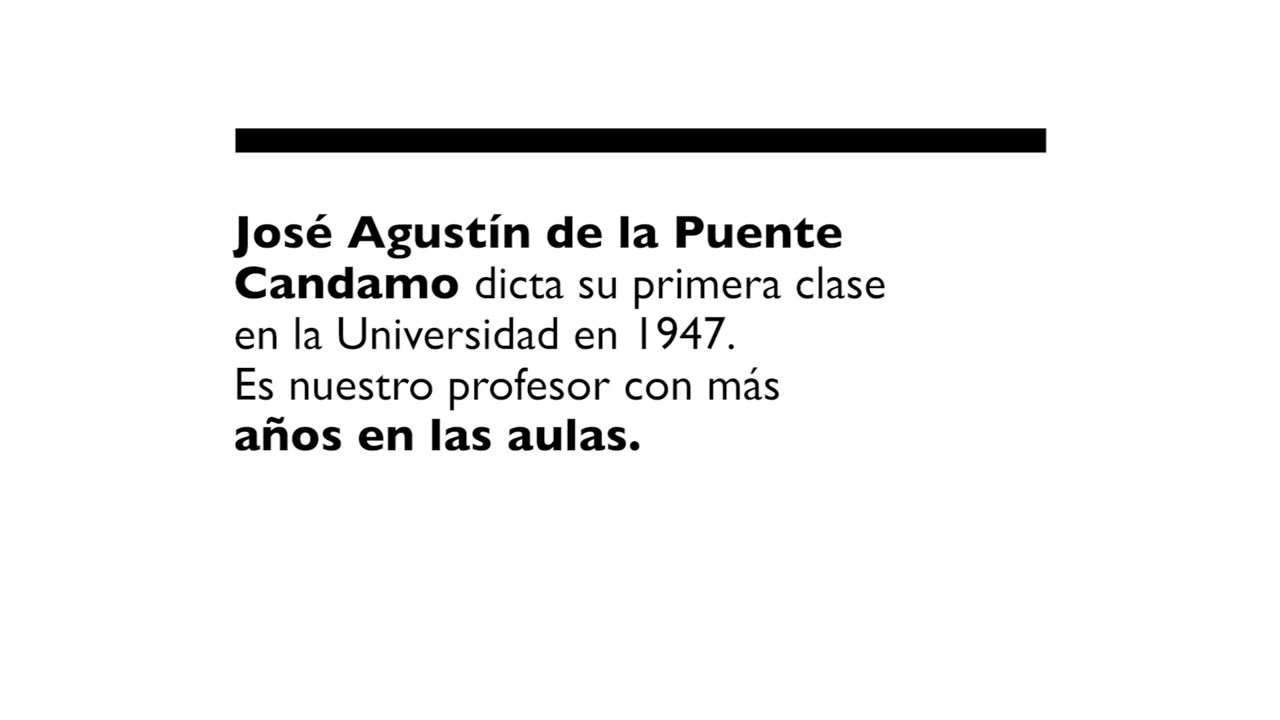 José Agustín de la Puente
Candamo dicta su primera clase
en la Universidad en 1947.
Es nuestro profesor con más
años en las aulas.